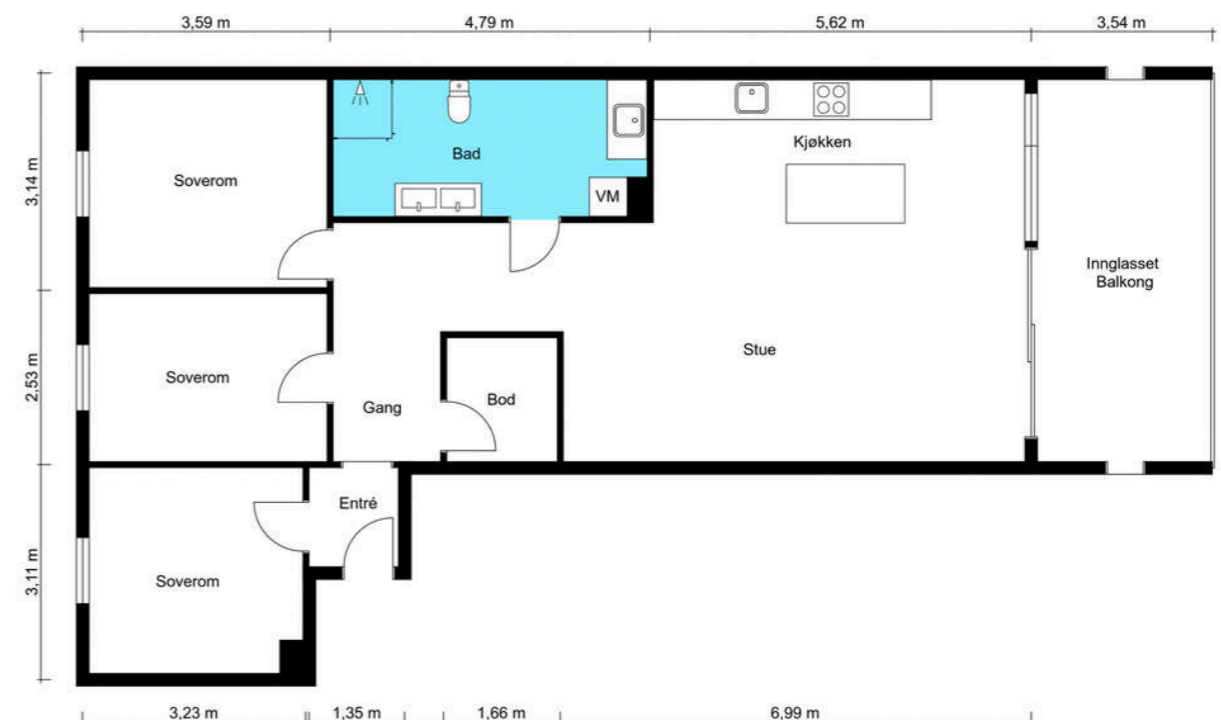 3,59 m
4,79 m
5,62 m
3,54 m
3,14 m
2,53 m
3,11 m
Soverom
Bad
VM
Kjøkken
Innglasset
Balkong
Stue
Soverom
Gang
Bod
Entré
Soverom
3,23 m
1,35 m
1,66 m
6,99 m